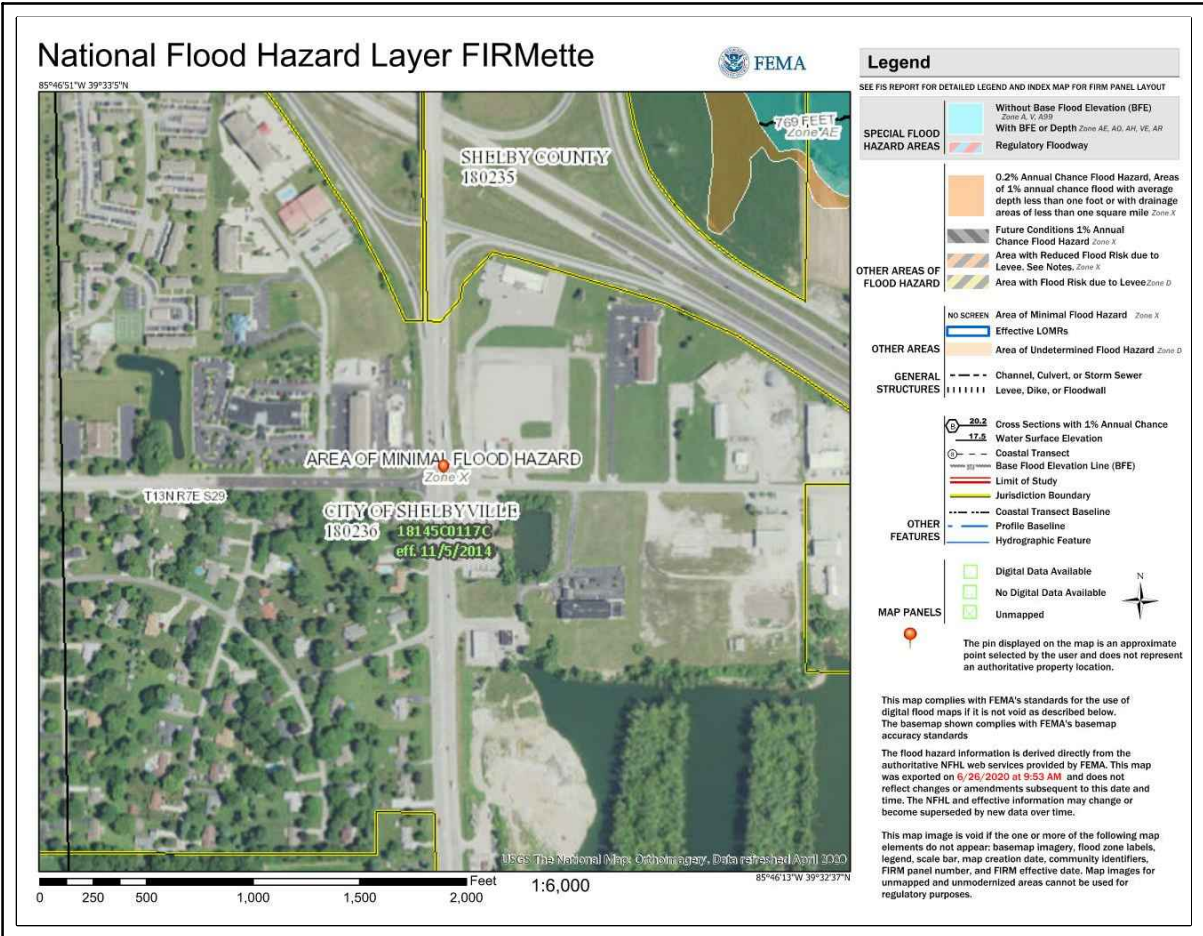 National Flood Hazard Layer FIRMette
FEMA
85°46'51"W 39°33'5"N
SHELBY COUNTY
180235
769 FEET
Zone AE
AREA OF MINIMAL FLOOD HAZARD
Zone X
T13N R7E S29
CITY OF SHELBYVILLE
180236
18145C0117C
eff. 11/5/2014
USGS The National Map: Orthoimagery. Data refreshed April 2020
85°46'13"W 39°32'37"N
Feet
1:6,000
0 250 500 1,000 1,500 2,000
Legend
SEE FIS REPORT FOR DETAILED LEGEND AND INDEX MAP FOR FIRM PANEL LAYOUT
SPECIAL FLOOD
HAZARD AREAS
Without Base Flood Elevation (BFE)
Zone A, V, A99
With BFE or Depth Zone AE, AO, AH, VE, AR
Regulatory Floodway
OTHER AREAS OF
FLOOD HAZARD
0.2% Annual Chance Flood Hazard, Areas
of 1% annual chance flood with average
depth less than one foot or with drainage
areas of less than one square mile Zone X
Future Conditions 1% Annual
Chance Flood Hazard Zone X
Area with Reduced Flood Risk due to
Levee. See Notes. Zone X
Area with Flood Risk due to Levee Zone D
OTHER AREAS
NO SCREEN Area of Minimal Flood Hazard Zone X
Effective LOMRs
Area of Undetermined Flood Hazard Zone D
GENERAL
STRUCTURES
Channel, Culvert, or Storm Sewer
Levee, Dike, or Floodwall
OTHER
FEATURES
B 20.2 Cross Sections with 1% Annual Chance
17.5 Water Surface Elevation
8 Coastal Transect
513 Base Flood Elevation Line (BFE)
Limit of Study
Jurisdiction Boundary
Coastal Transect Baseline
Profile Baseline
Hydrographic Feature
MAP PANELS
Digital Data Available
No Digital Data Available
Unmapped
N
The pin displayed on the map is an approximate
point selected by the user and does not represent
an authoritative property location.
This map complies with FEMA's standards for the use of
digital flood maps if it is not void as described below.
The basemap shown complies with FEMA's basemap
accuracy standards
The flood hazard information is derived directly from the
authoritative NFHL web services provided by FEMA. This map
was exported on 6/26/2020 at 9:53 AM and does not
reflect changes or amendments subsequent to this date and
time. The NFHL and effective information may change or
become superseded by new data over time.
This map image is void if the one or more of the following map
elements do not appear: basemap imagery, flood zone labels,
legend, scale bar, map creation date, community identifiers,
FIRM panel number, and FIRM effective date. Map images for
unmapped and unmodernized areas cannot be used for
regulatory purposes.